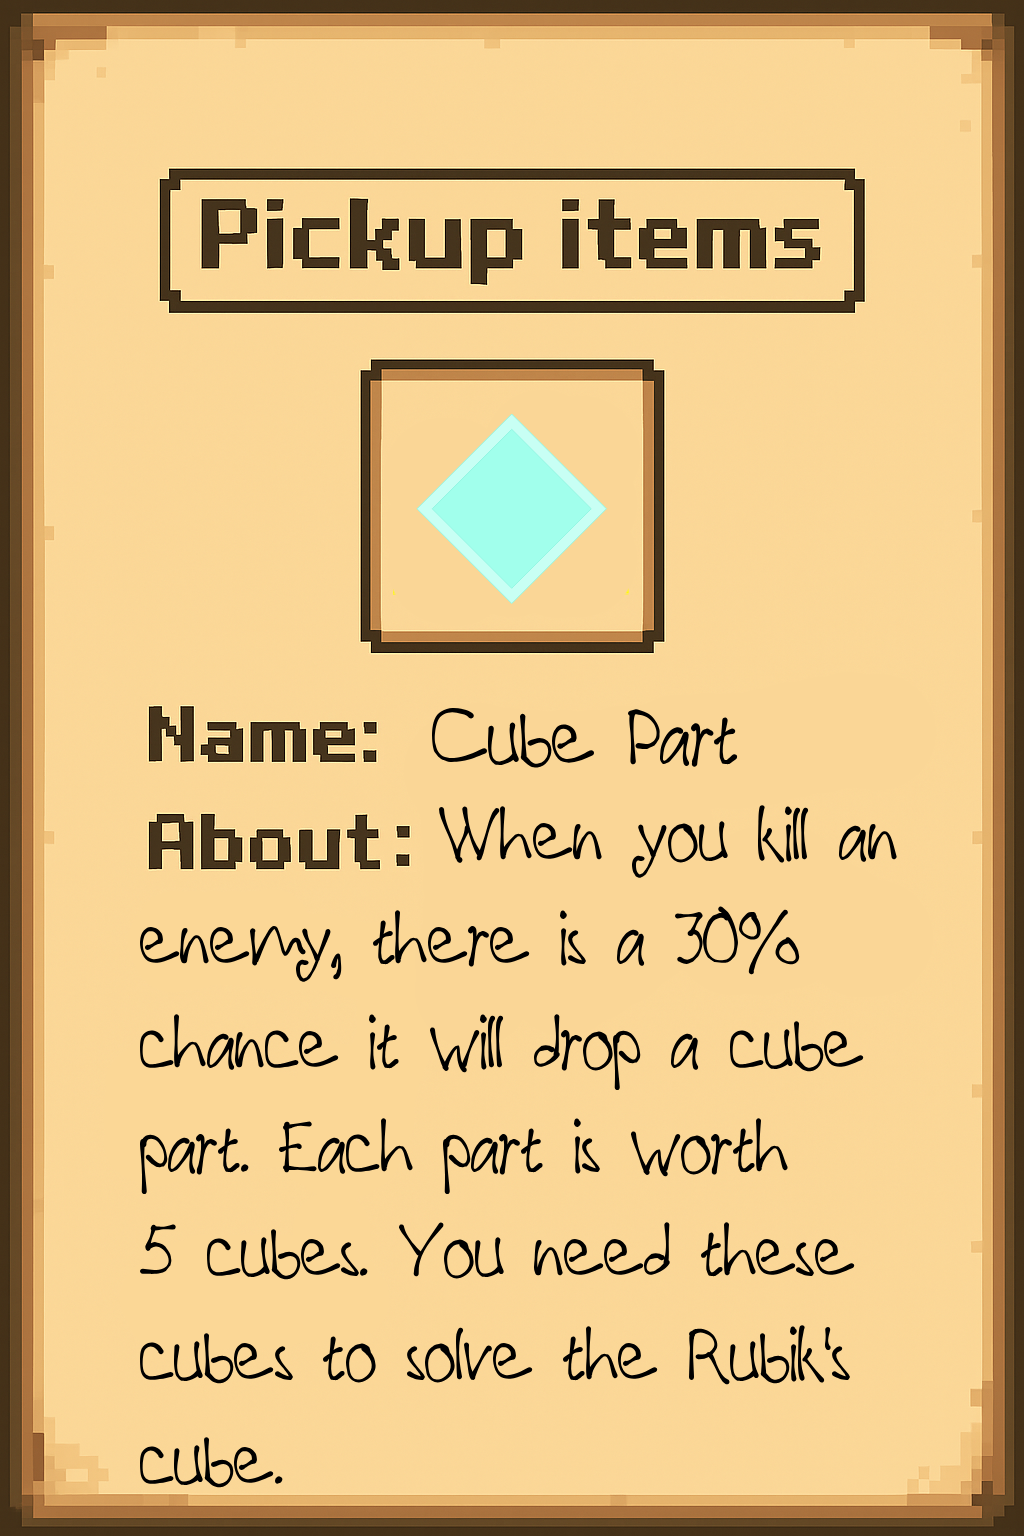 Pickup items
Name: Cube Part
About: When you kill an
enemy, there is a 30%
chance it will drop a cube
part. Each part is worth
5 cubes. You need these
cubes to solve the Rubik's
cube.